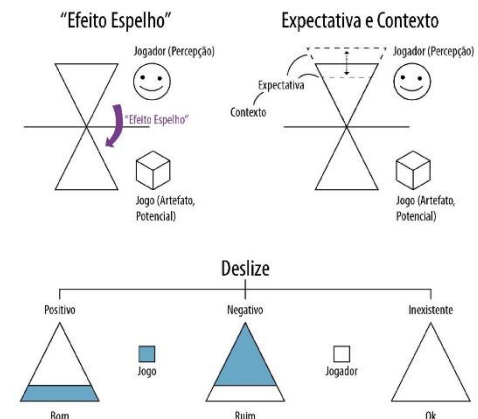 "Efeito Espelho"
Jogador (Percepção)
"Efeito Espelho"
Jogo (Artefato,
Potencial)
Expectativa e Contexto
Jogador (Percepção)
Expectativa
Contexto
Jogo (Artefato,
Potencial)
Deslize
Positivo
Negativo
Inexistente
Jogo
Jogador
Bom
Ruim
Ok